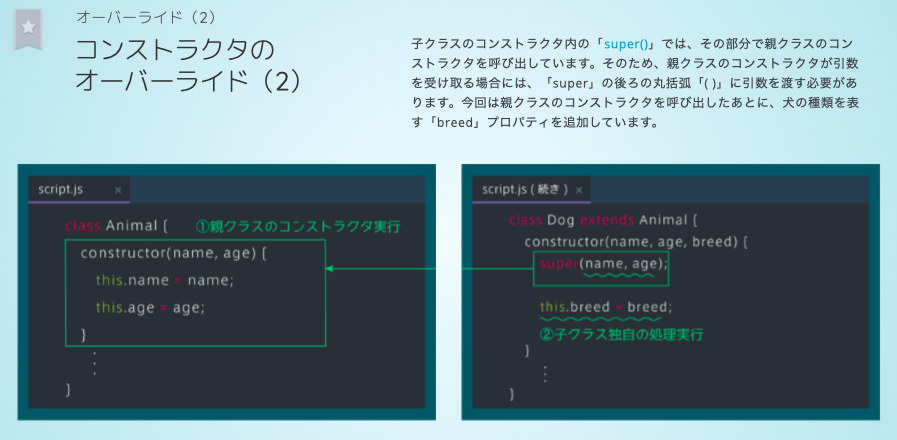 オーバーライド（2）
コンストラクタの
オーバーライド（2）
子クラスのコンストラクタ内の「super()」では、その部分で親クラスのコン
ストラクタを呼び出しています。そのため、親クラスのコンストラクタが引数
を受け取る場合には、「super」の後ろの丸括弧「( )」に引数を渡す必要があ
ります。今回は親クラスのコンストラクタを呼び出したあとに、犬の種類を表
す「breed」プロパティを追加しています。
script.js ×
class Animal { ①親クラスのコンストラクタ実行
constructor(name, age) {
this.name = name;
this.age = age;
}
}
script.js ( 続き ) ×
class Dog extends Animal {
constructor(name, age, breed) {
super(name, age);
this.breed = breed;
②子クラス独自の処理実行
}
}